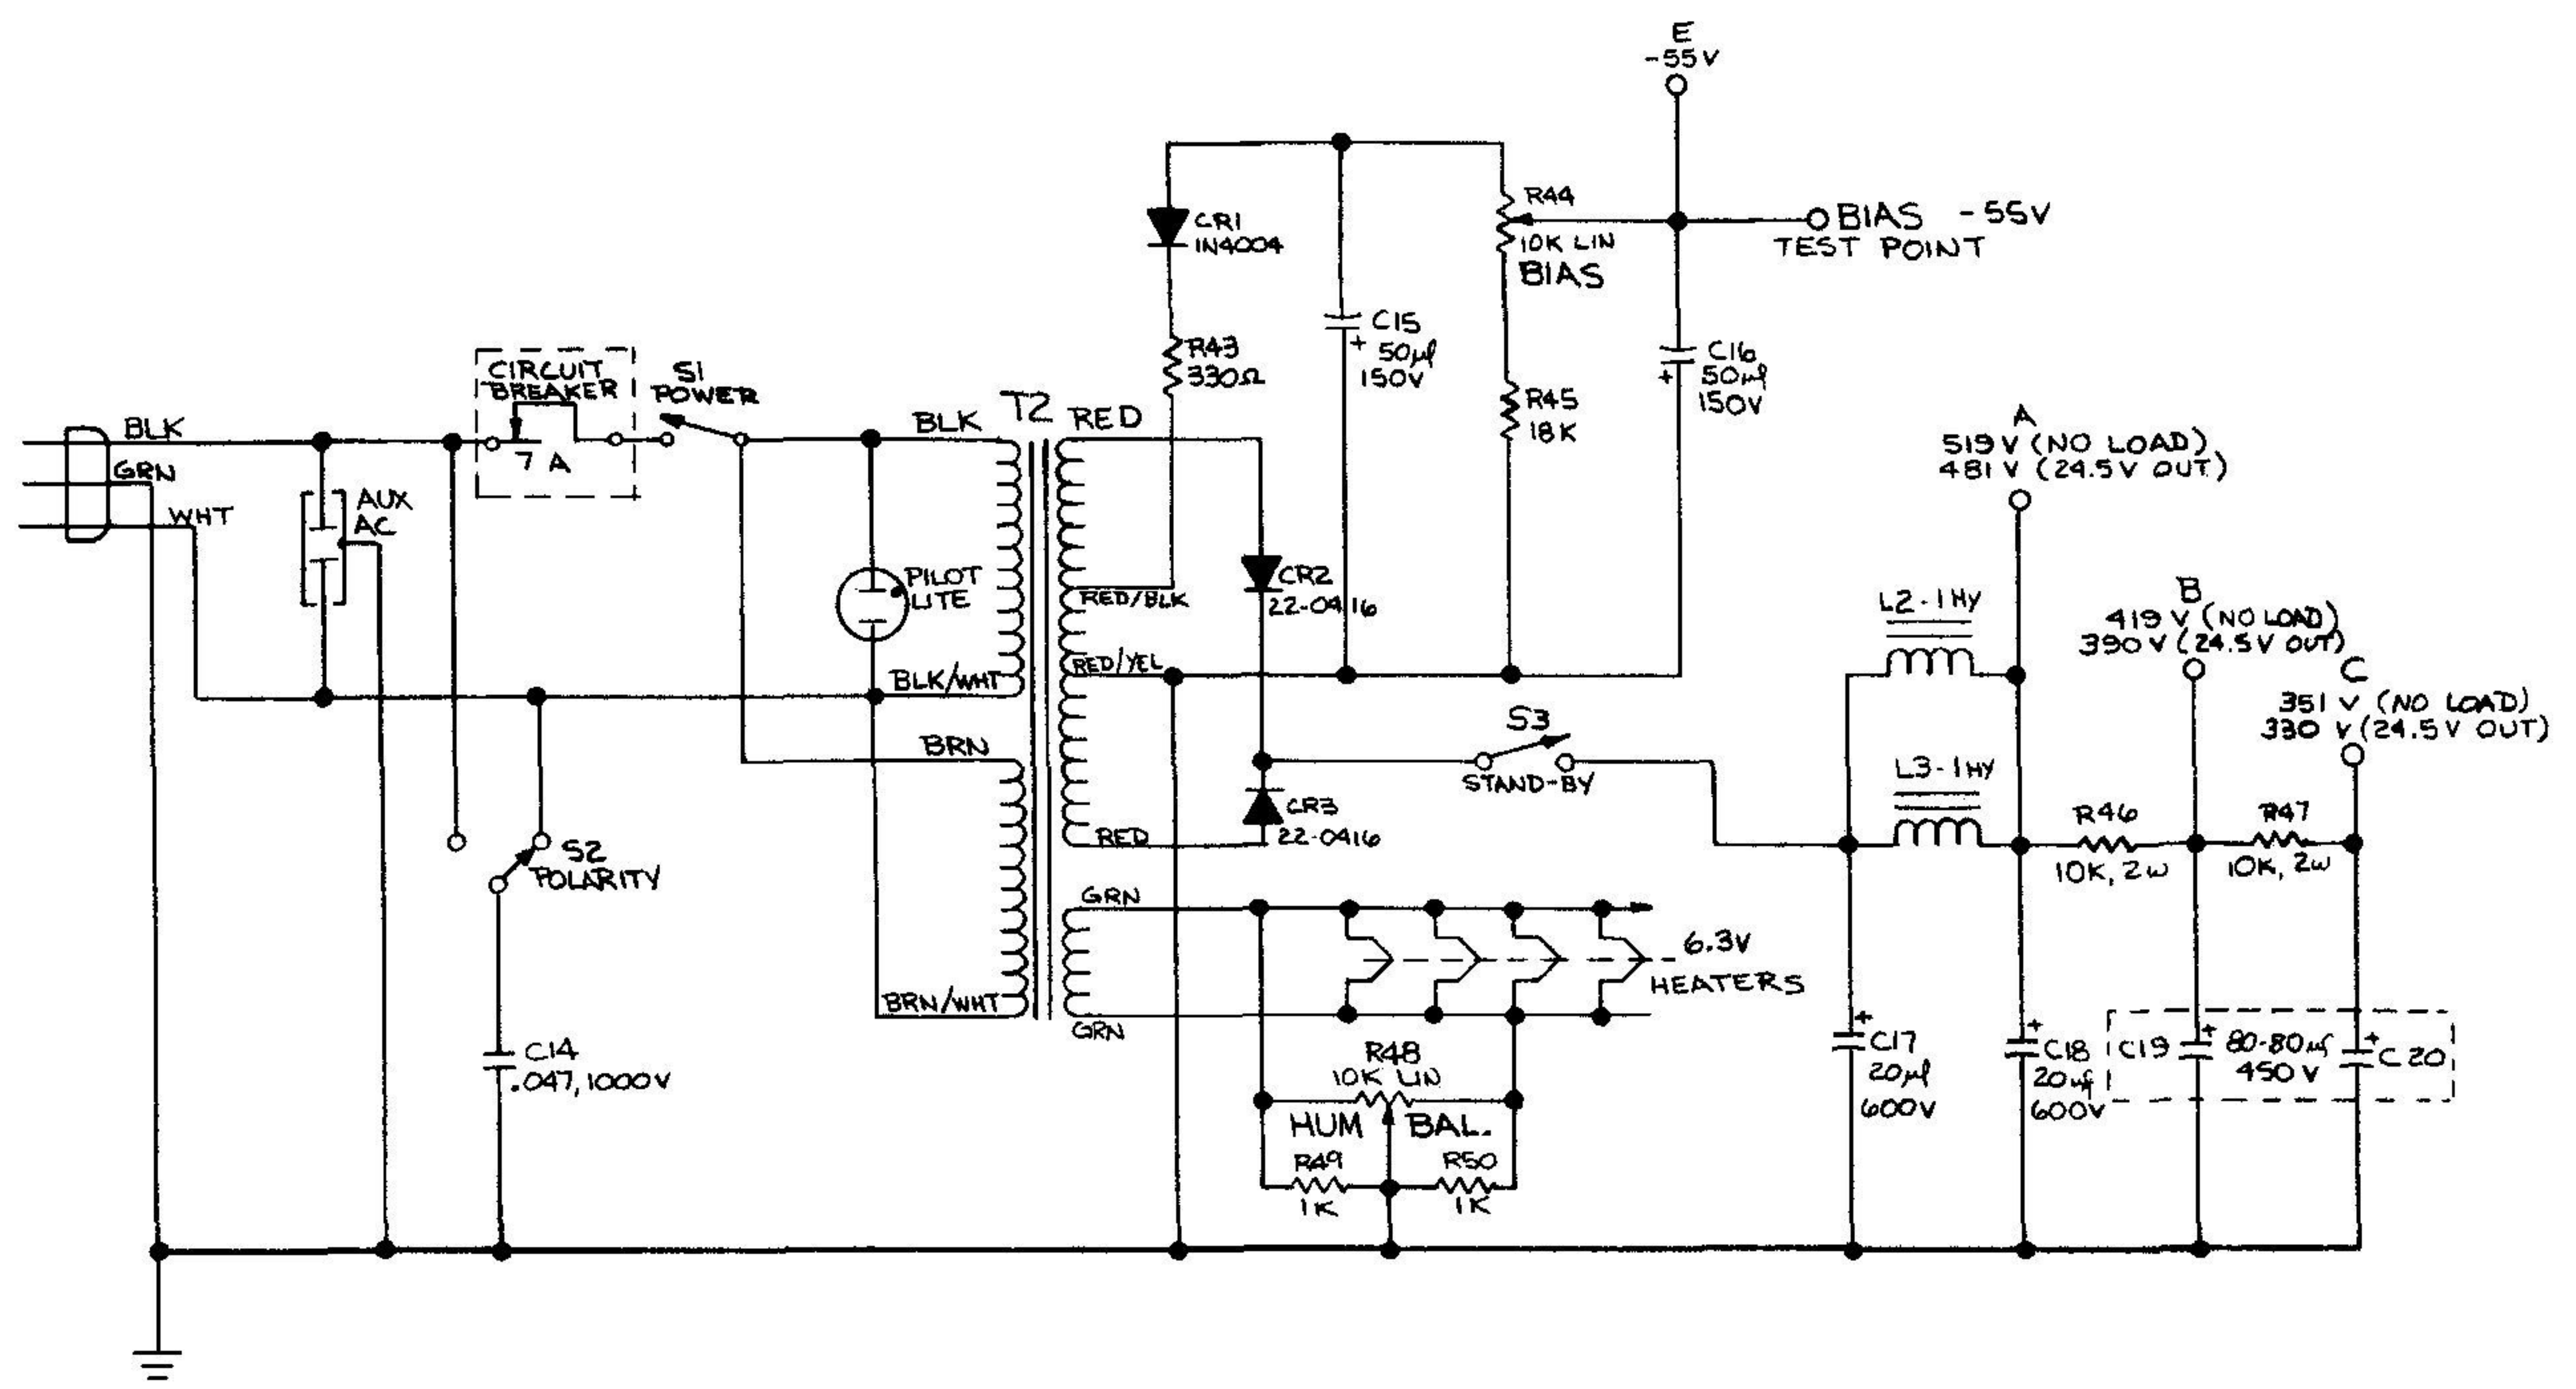 E
-55V
CR1
1N4004
R44
10K LIN
BIAS
BIAS -55V
TEST POINT
R43
330Ω
C15
+ 50µf
150V
R45
18K
C16
+ 50µf
150V
CIRCUIT
BREAKER
7 A
S1
POWER
BLK
GRN
WHT
AUX
AC
BLK
T2
RED
PILOT
LITE
RED/BLK
CR2
22-0416
BLK/WHT
RED/YEL
BRN
S3
STAND-BY
CR3
22-0416
RED
S2
POLARITY
A
519 V (NO LOAD)
481 V (24.5V OUT)
L2-1HY
B
419 V (NO LOAD)
390 V (24.5V OUT)
C
351 V (NO LOAD)
330 V (24.5V OUT)
L3-1HY
R46
10K, 2W
R47
10K, 2W
GRN
6.3V
HEATERS
BRN/WHT
GRN
C14
.047, 1000V
R48
10K LIN
HUM BAL.
R49
1K
R50
1K
+
C17
20µf
600V
+
C18
20µf
600V
+
C19
80-80µf
450V
+
C20